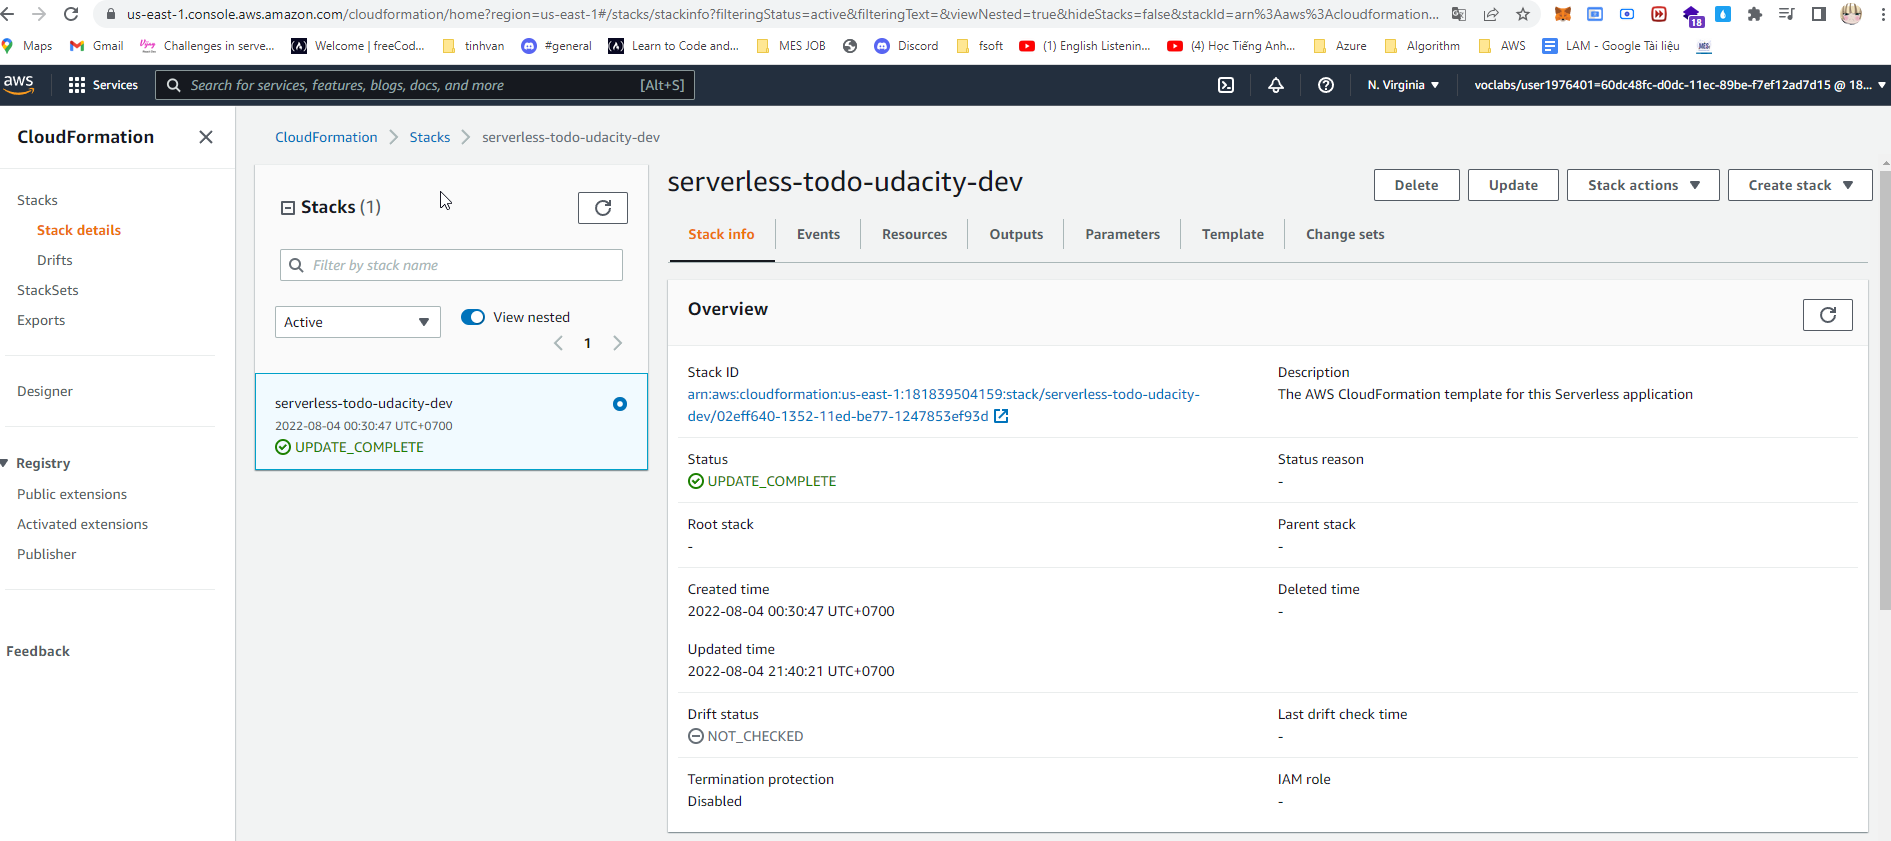 us-east-1.console.aws.amazon.com/cloudformation/home?region=us-east-1#/stacks/stackinfo?filteringStatus=active&filteringText=&viewNested=true&hideStacks=false&stackId=arn%3Aaws%3Acloudformation...
18
Maps
Gmail
Challenges in serve...
Welcome | freeCod...
tinhvan
#general
Learn to Code and...
MES JOB
Discord
fsoft
(1) English Listenin...
(4) Học Tiếng Anh...
Azure
Algorithm
AWS
LAM - Google Tài liệu
aws
Services
Search for services, features, blogs, docs, and more
[Alt+S]
N. Virginia
voclabs/user1976401=60dc48fc-d0dc-11ec-89be-f7ef12ad7d15 @ 18...
CloudFormation
Stacks
Stack details
Drifts
StackSets
Exports
Designer
Registry
Public extensions
Activated extensions
Publisher
Feedback
CloudFormation
Stacks
serverless-todo-udacity-dev
Stacks (1)
Filter by stack name
Active
View nested
1
serverless-todo-udacity-dev
2022-08-04 00:30:47 UTC+0700
UPDATE_COMPLETE
serverless-todo-udacity-dev
Delete
Update
Stack actions
Create stack
Stack info
Events
Resources
Outputs
Parameters
Template
Change sets
Overview
Stack ID
arn:aws:cloudformation:us-east-1:181839504159:stack/serverless-todo-udacity-
dev/02eff640-1352-11ed-be77-1247853ef93d
Description
The AWS CloudFormation template for this Serverless application
Status
UPDATE_COMPLETE
Status reason
-
Root stack
-
Parent stack
-
Created time
2022-08-04 00:30:47 UTC+0700
Deleted time
-
Updated time
2022-08-04 21:40:21 UTC+0700
Drift status
NOT_CHECKED
Last drift check time
-
Termination protection
Disabled
IAM role
-